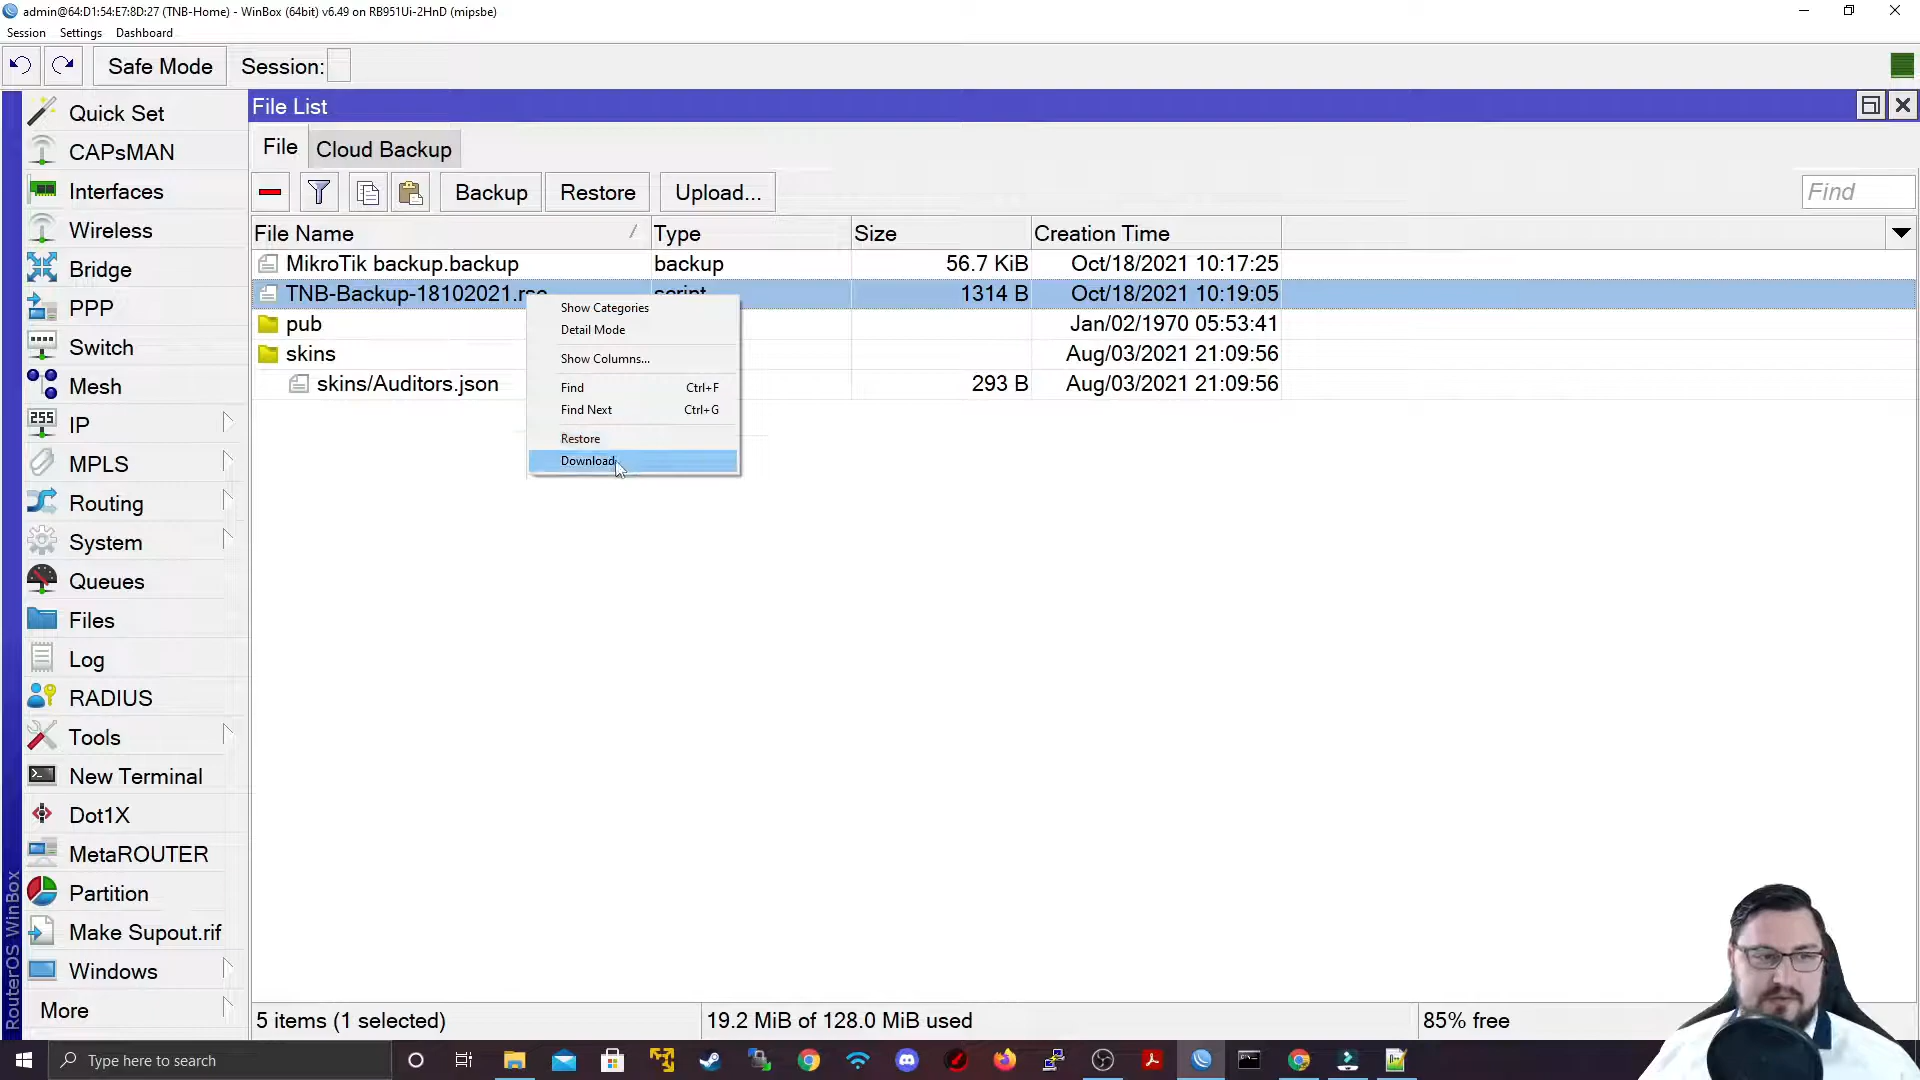 admin@64:D1:54:E7:8D:27 (TNB-Home) - WinBox (64bit) v6.49 on RB951Ui-2HnD (mipsbe)
Session Settings Dashboard
Safe Mode Session:
Quick Set
CAPsMAN
Interfaces
Wireless
Bridge
PPP
Switch
Mesh
255 IP
MPLS
Routing
System
Queues
Files
Log
RADIUS
Tools
New Terminal
Dot1X
MetaROUTER
Partition
Make Supout.rif
Windows
More
RouterOS WinBox
File List
File Cloud Backup
Backup Restore Upload... Find
File Name Type Size Creation Time
MikroTik backup.backup backup 56.7 KiB Oct/18/2021 10:17:25
TNB-Backup-18102021.rsc script 1314 B Oct/18/2021 10:19:05
pub Jan/02/1970 05:53:41
skins Aug/03/2021 21:09:56
skins/Auditors.json 293 B Aug/03/2021 21:09:56
Show Categories
Detail Mode
Show Columns...
Find Ctrl+F
Find Next Ctrl+G
Restore
Download
5 items (1 selected) 19.2 MiB of 128.0 MiB used 85% free
Type here to search